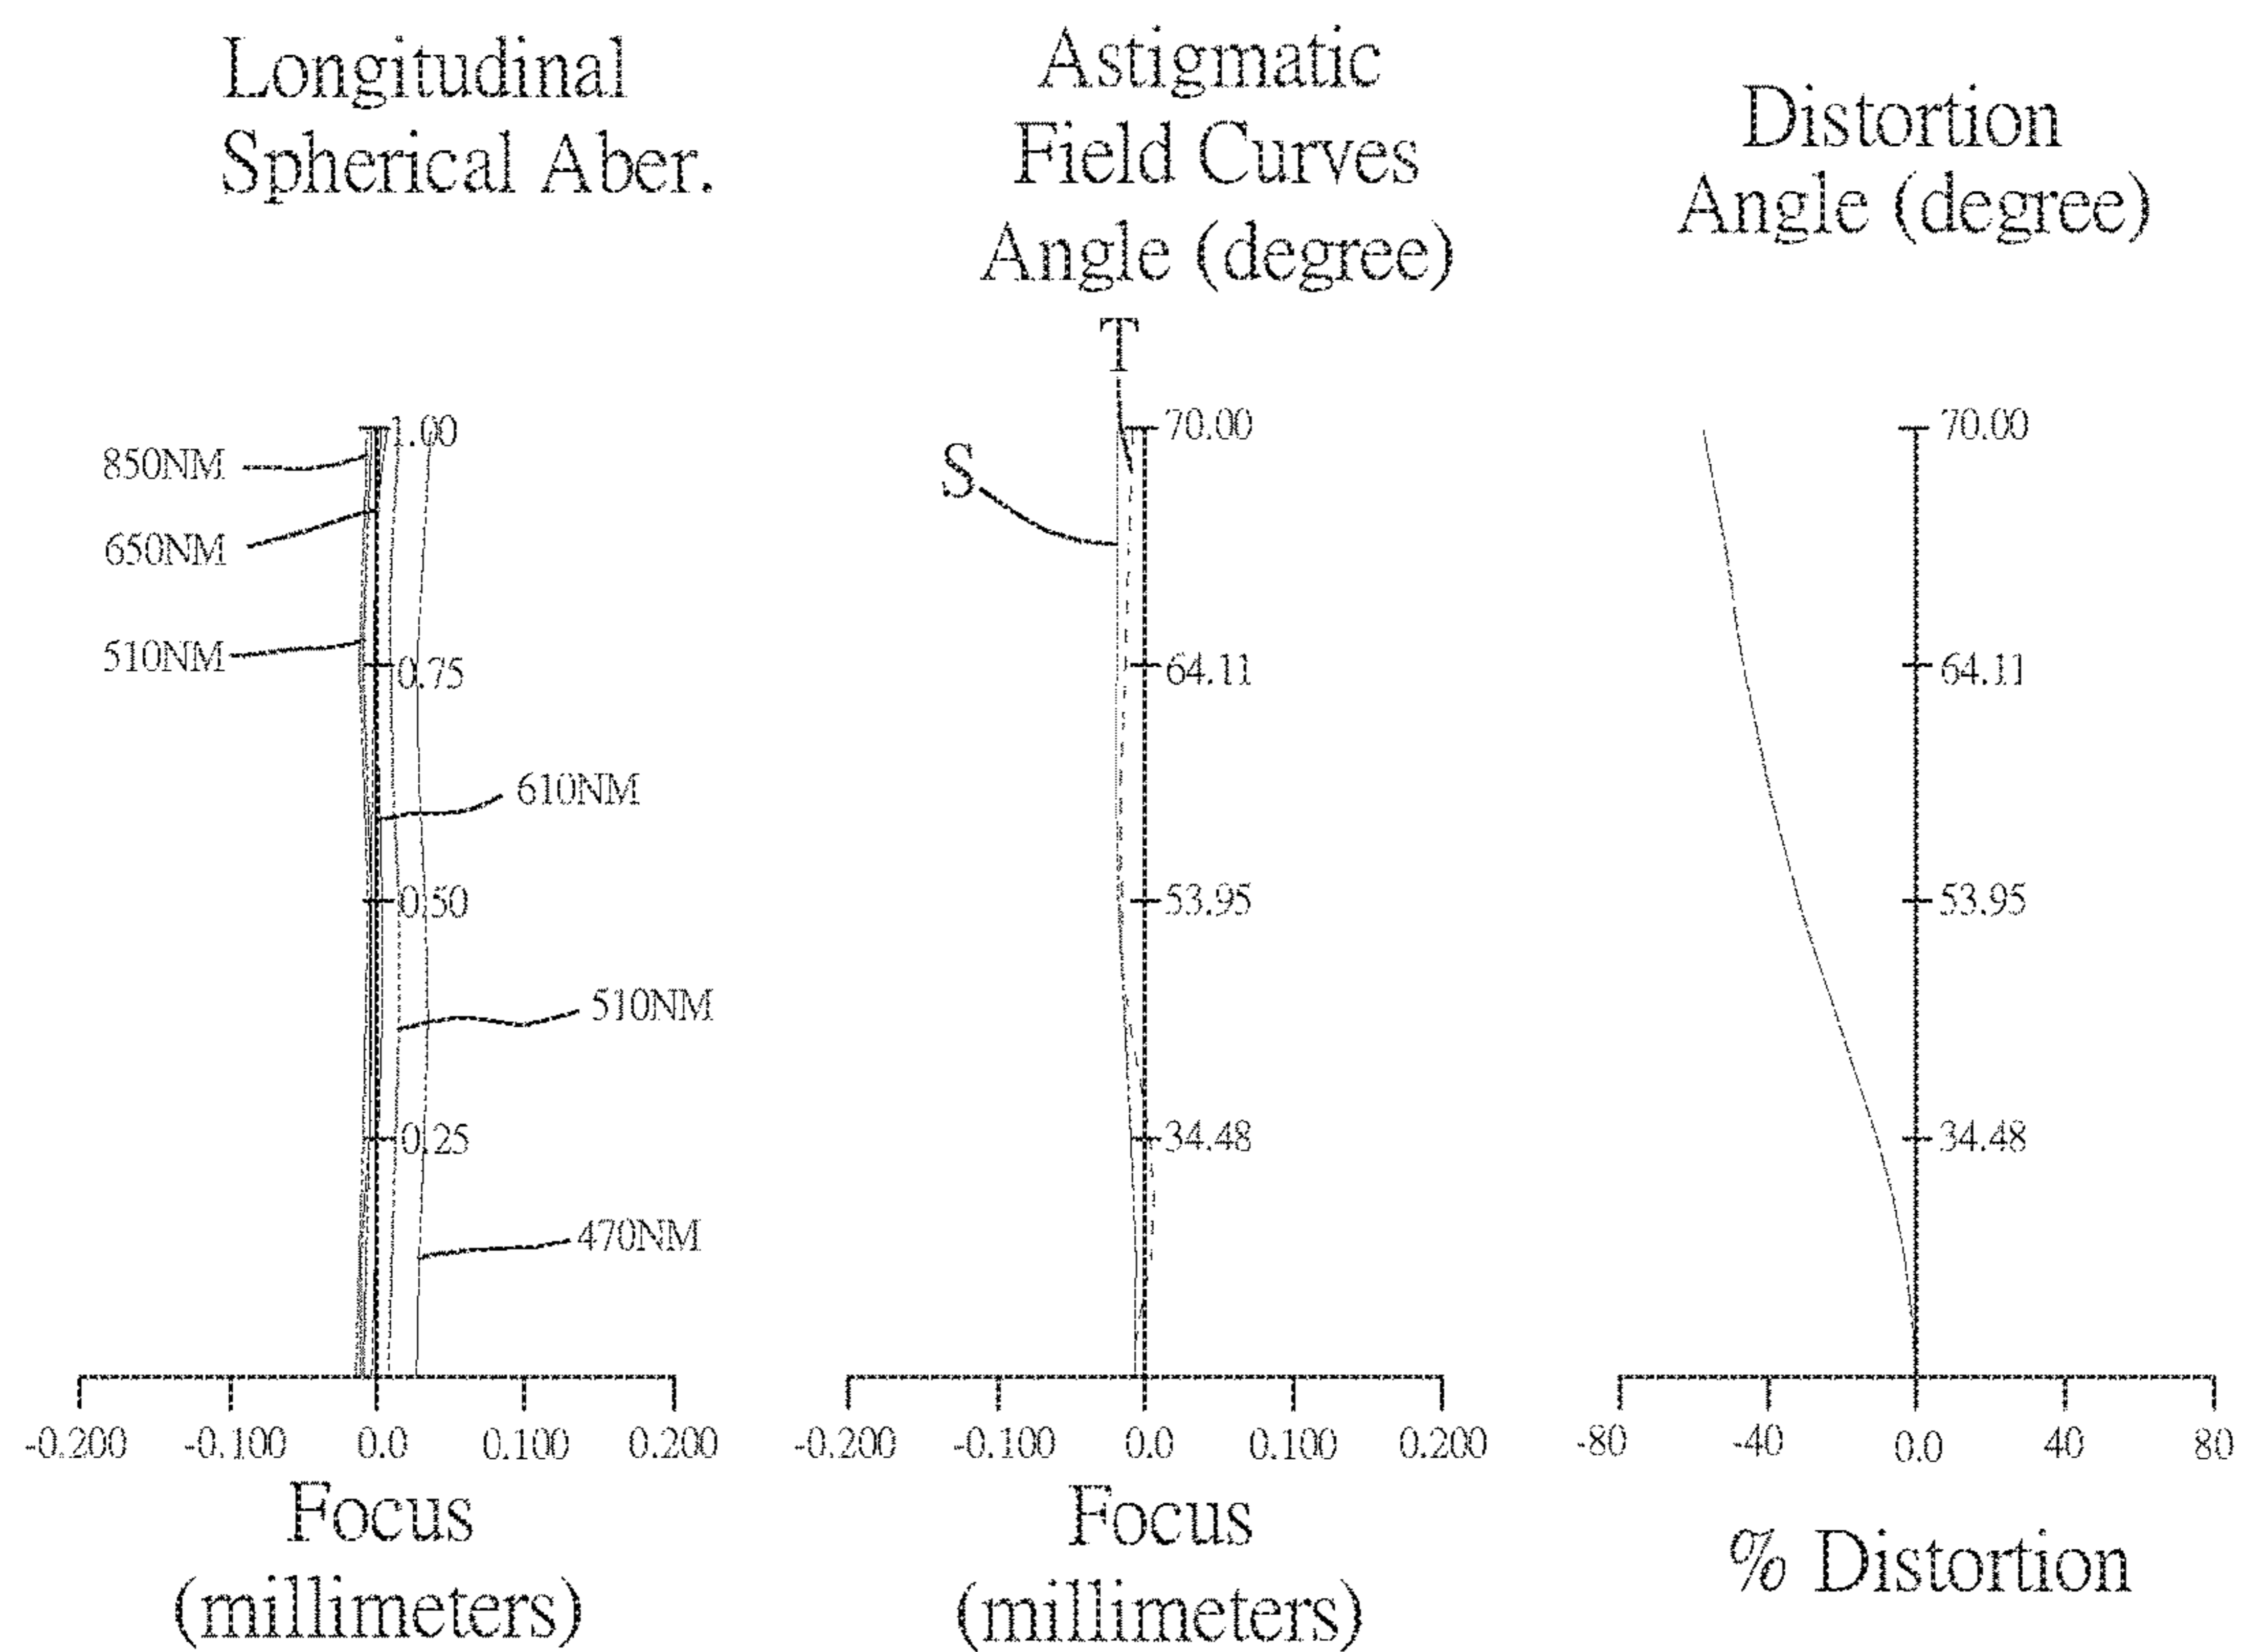 Longitudinal
Spherical Aber.
850NM
650NM
510NM
1.00
0.75
610NM
0.50
510NM
0.25
470NM
-0.200 -0.100 0.0 0.100 0.200
Focus
(millimeters)
Astigmatic
Field Curves
Angle (degree)
T
S
70.00
64.11
53.95
34.48
-0.200 -0.100 0.0 0.100 0.200
Focus
(millimeters)
Distortion
Angle (degree)
70.00
64.11
53.95
34.48
-80 -40 0.0 40 80
% Distortion